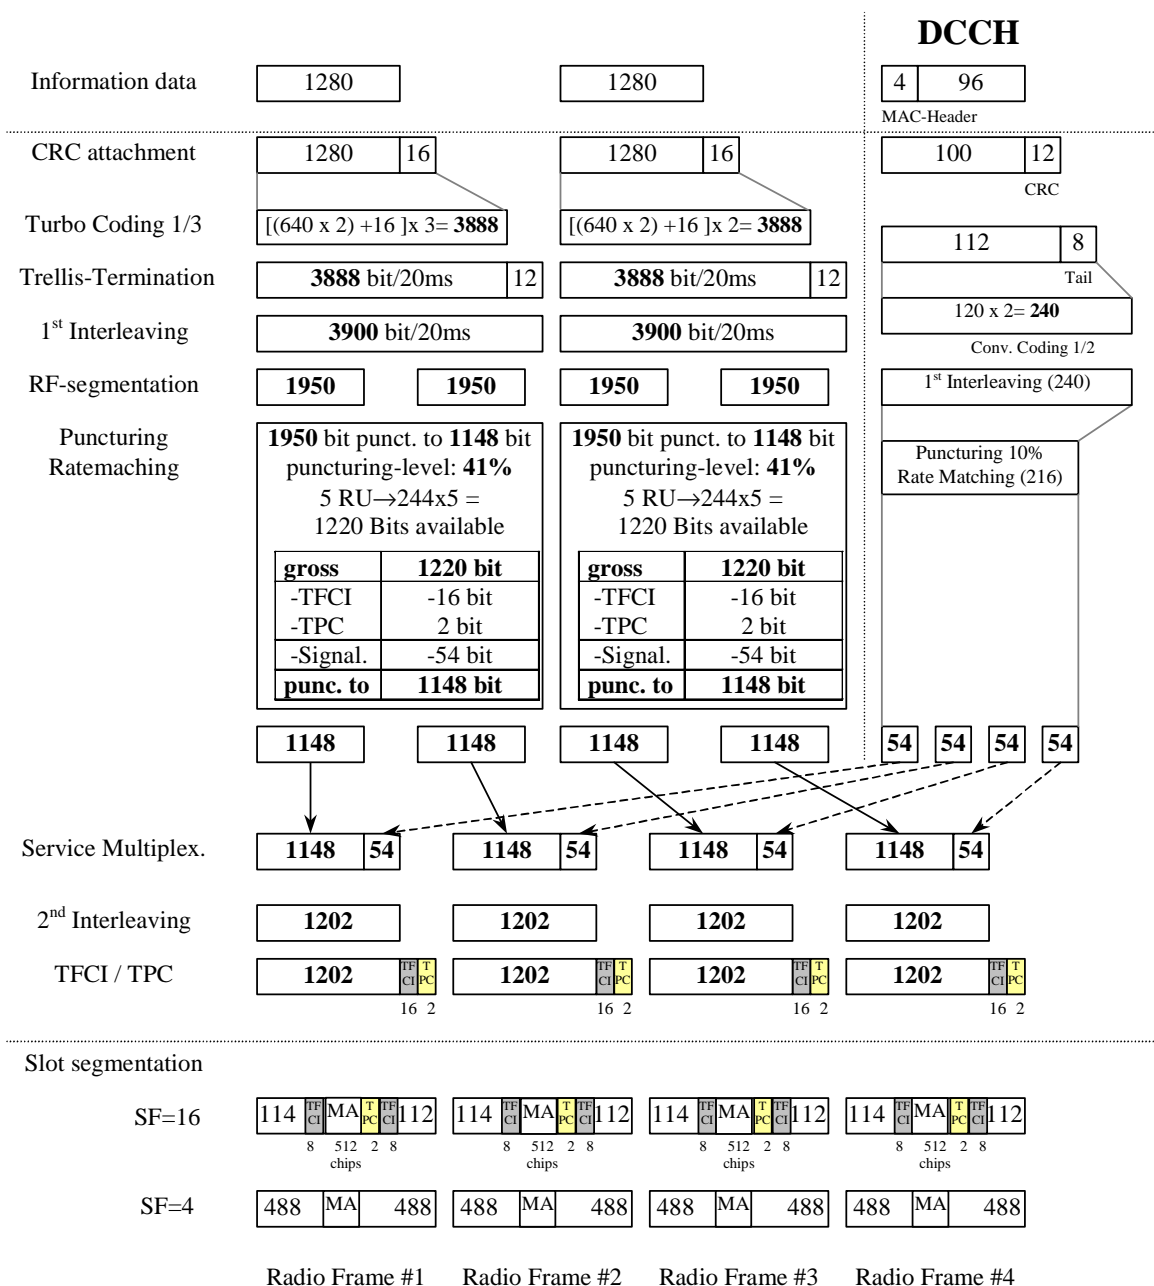 DCCH
Information data 1280 1280 4 96
MAC-Header
CRC attachment 1280 16 1280 16 100 12
CRC
Turbo Coding 1/3 [(640 x 2) +16 ]x 3= 3888 [(640 x 2) +16 ]x 2= 3888
112 8
Trellis-Termination 3888 bit/20ms 12 3888 bit/20ms 12
Tail
120 x 2= 240
1st Interleaving 3900 bit/20ms 3900 bit/20ms
Conv. Coding 1/2
RF-segmentation 1950 1950 1950 1950 1st Interleaving (240)
Puncturing 1950 bit punct. to 1148 bit 1950 bit punct. to 1148 bit
Ratemaching puncturing-level: 41% puncturing-level: 41%
Puncturing 10%
Rate Matching (216)
5 RU→244x5 = 5 RU→244x5 =
1220 Bits available 1220 Bits available
gross 1220 bit gross 1220 bit
-TFCI -16 bit -TFCI -16 bit
-TPC 2 bit -TPC 2 bit
-Signal. -54 bit -Signal. -54 bit
punc. to 1148 bit punc. to 1148 bit
1148 1148 1148 1148 54 54 54 54
Service Multiplex. 1148 54 1148 54 1148 54 1148 54
2nd Interleaving 1202 1202 1202 1202
TFCI / TPC 1202 TF CI T PC 1202 TF CI T PC 1202 TF CI T PC 1202 TF CI T PC
16 2 16 2 16 2 16 2
Slot segmentation
SF=16 114 TF CI MA T PC TF CI 112 114 TF CI MA T PC TF CI 112 114 TF CI MA T PC TF CI 112 114 TF CI MA T PC TF CI 112
8 512 2 8 8 512 2 8 8 512 2 8 8 512 2 8
chips chips chips chips
SF=4 488 MA 488 488 MA 488 488 MA 488 488 MA 488
Radio Frame #1 Radio Frame #2 Radio Frame #3 Radio Frame #4